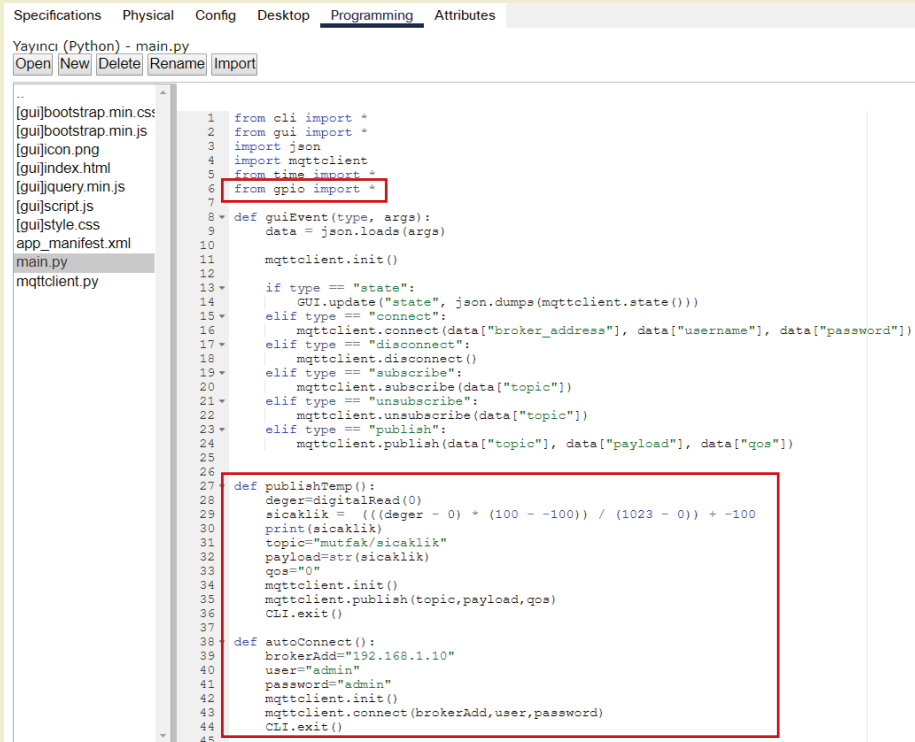 Specifications Physical Config Desktop Programming Attributes
Yayıncı (Python) - main.py
Open New Delete Rename Import
..
[gui]bootstrap.min.css
[gui]bootstrap.min.js
[gui]icon.png
[gui]index.html
[gui]jquery.min.js
[gui]script.js
[gui]style.css
app_manifest.xml
main.py
mqttclient.py
1 from cli import *
2 from gui import *
3 import json
4 import mqttclient
5 from time import *
6 from gpio import *
7
8 def guiEvent(type, args):
9     data = json.loads(args)
10
11     mqttclient.init()
12
13     if type == "state":
14         GUI.update("state", json.dumps(mqttclient.state()))
15     elif type == "connect":
16         mqttclient.connect(data["broker_address"], data["username"], data["password"])
17     elif type == "disconnect":
18         mqttclient.disconnect()
19     elif type == "subscribe":
20         mqttclient.subscribe(data["topic"])
21     elif type == "unsubscribe":
22         mqttclient.unsubscribe(data["topic"])
23     elif type == "publish":
24         mqttclient.publish(data["topic"], data["payload"], data["qos"])
25
26
27 def publishTemp():
28     deger=digitalRead(0)
29     sicaklik =  (((deger - 0) * (100 - -100)) / (1023 - 0)) + -100
30     print(sicaklik)
31     topic="mutfak/sicaklik"
32     payload=str(sicaklik)
33     qos="0"
34     mqttclient.init()
35     mqttclient.publish(topic,payload,qos)
36     CLI.exit()
37
38 def autoConnect():
39     brokerAdd="192.168.1.10"
40     user="admin"
41     password="admin"
42     mqttclient.init()
43     mqttclient.connect(brokerAdd,user,password)
44     CLI.exit()
45